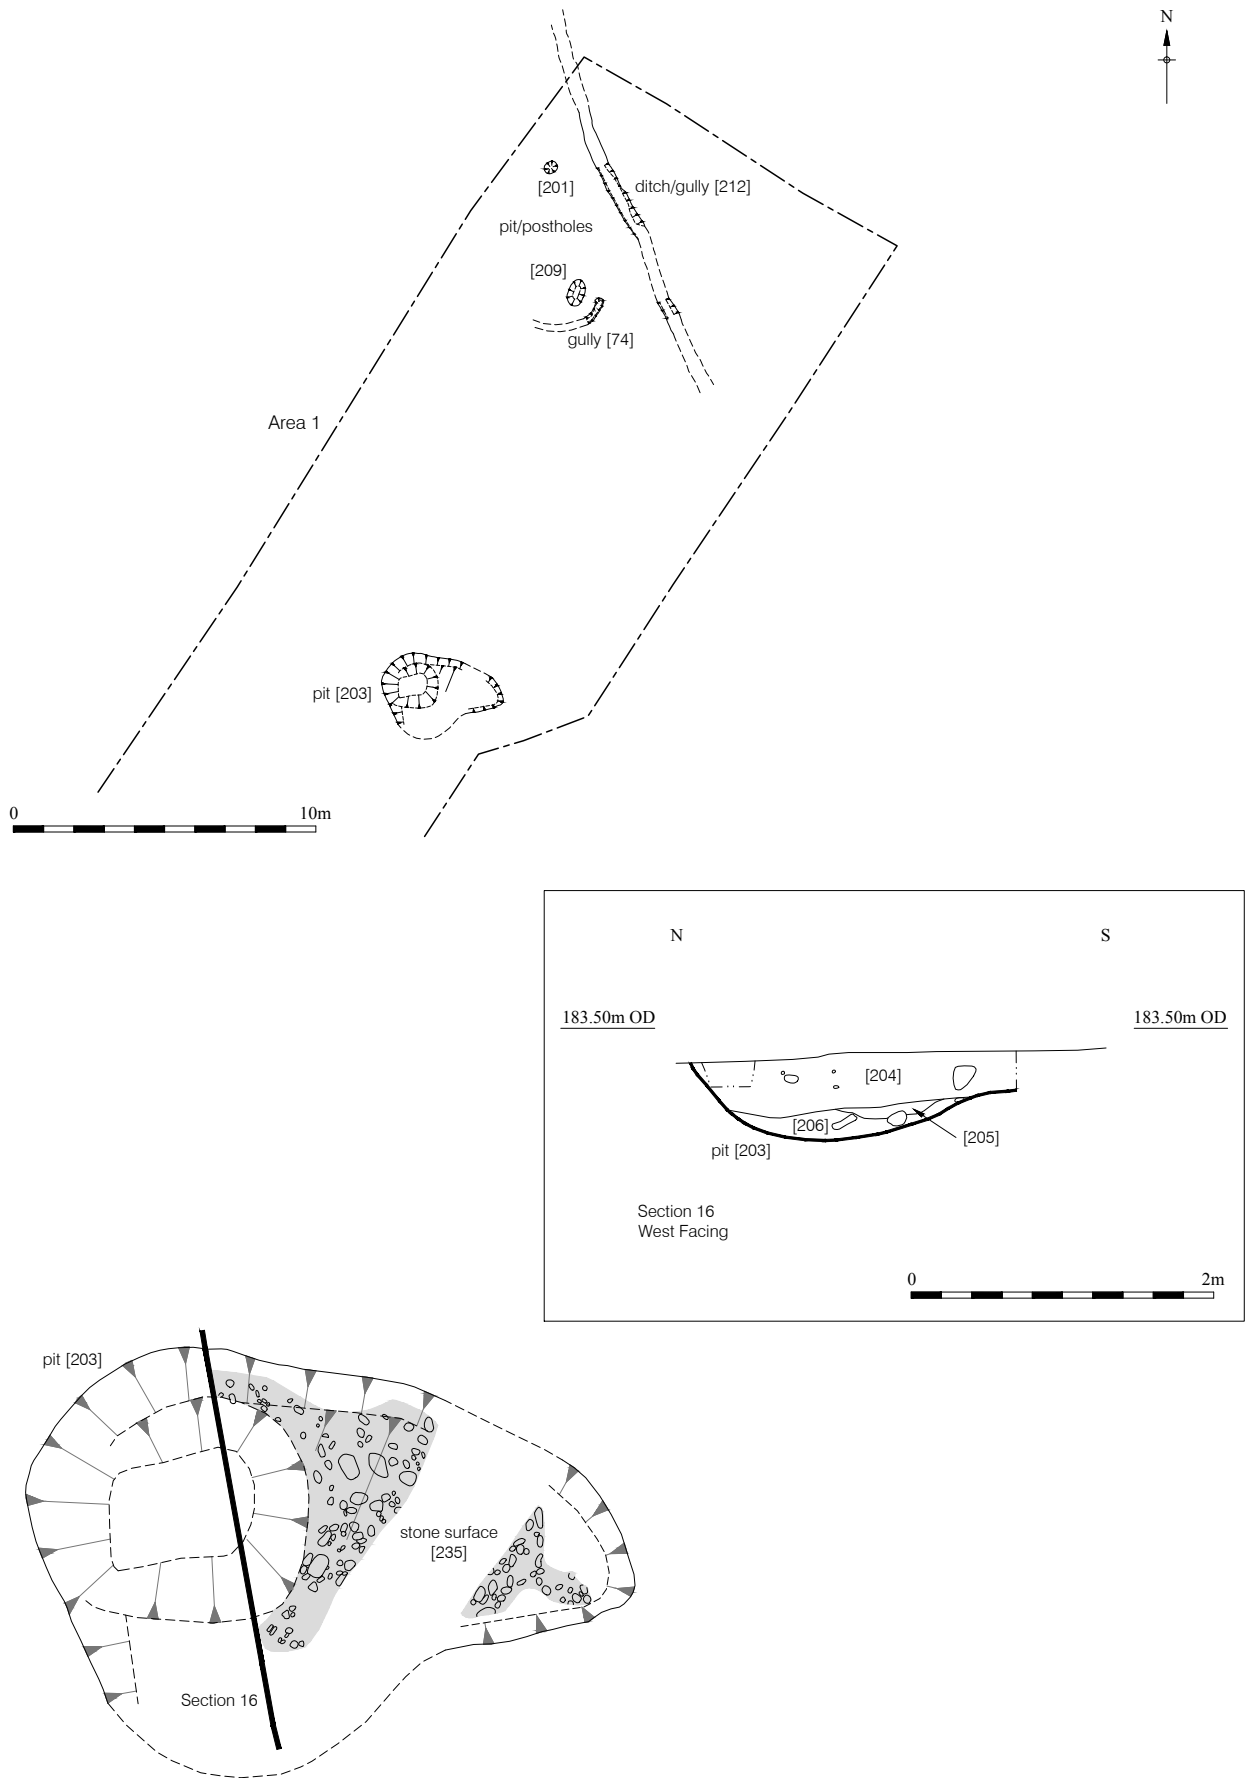 N
[201]
ditch/gully [212]
pit/postholes
[209]
gully [74]
Area 1
pit [203]
0 10m
N S
183.50m OD 183.50m OD
[204]
[206]
[205]
pit [203]
Section 16
West Facing
0 2m
pit [203]
stone surface
[235]
Section 16